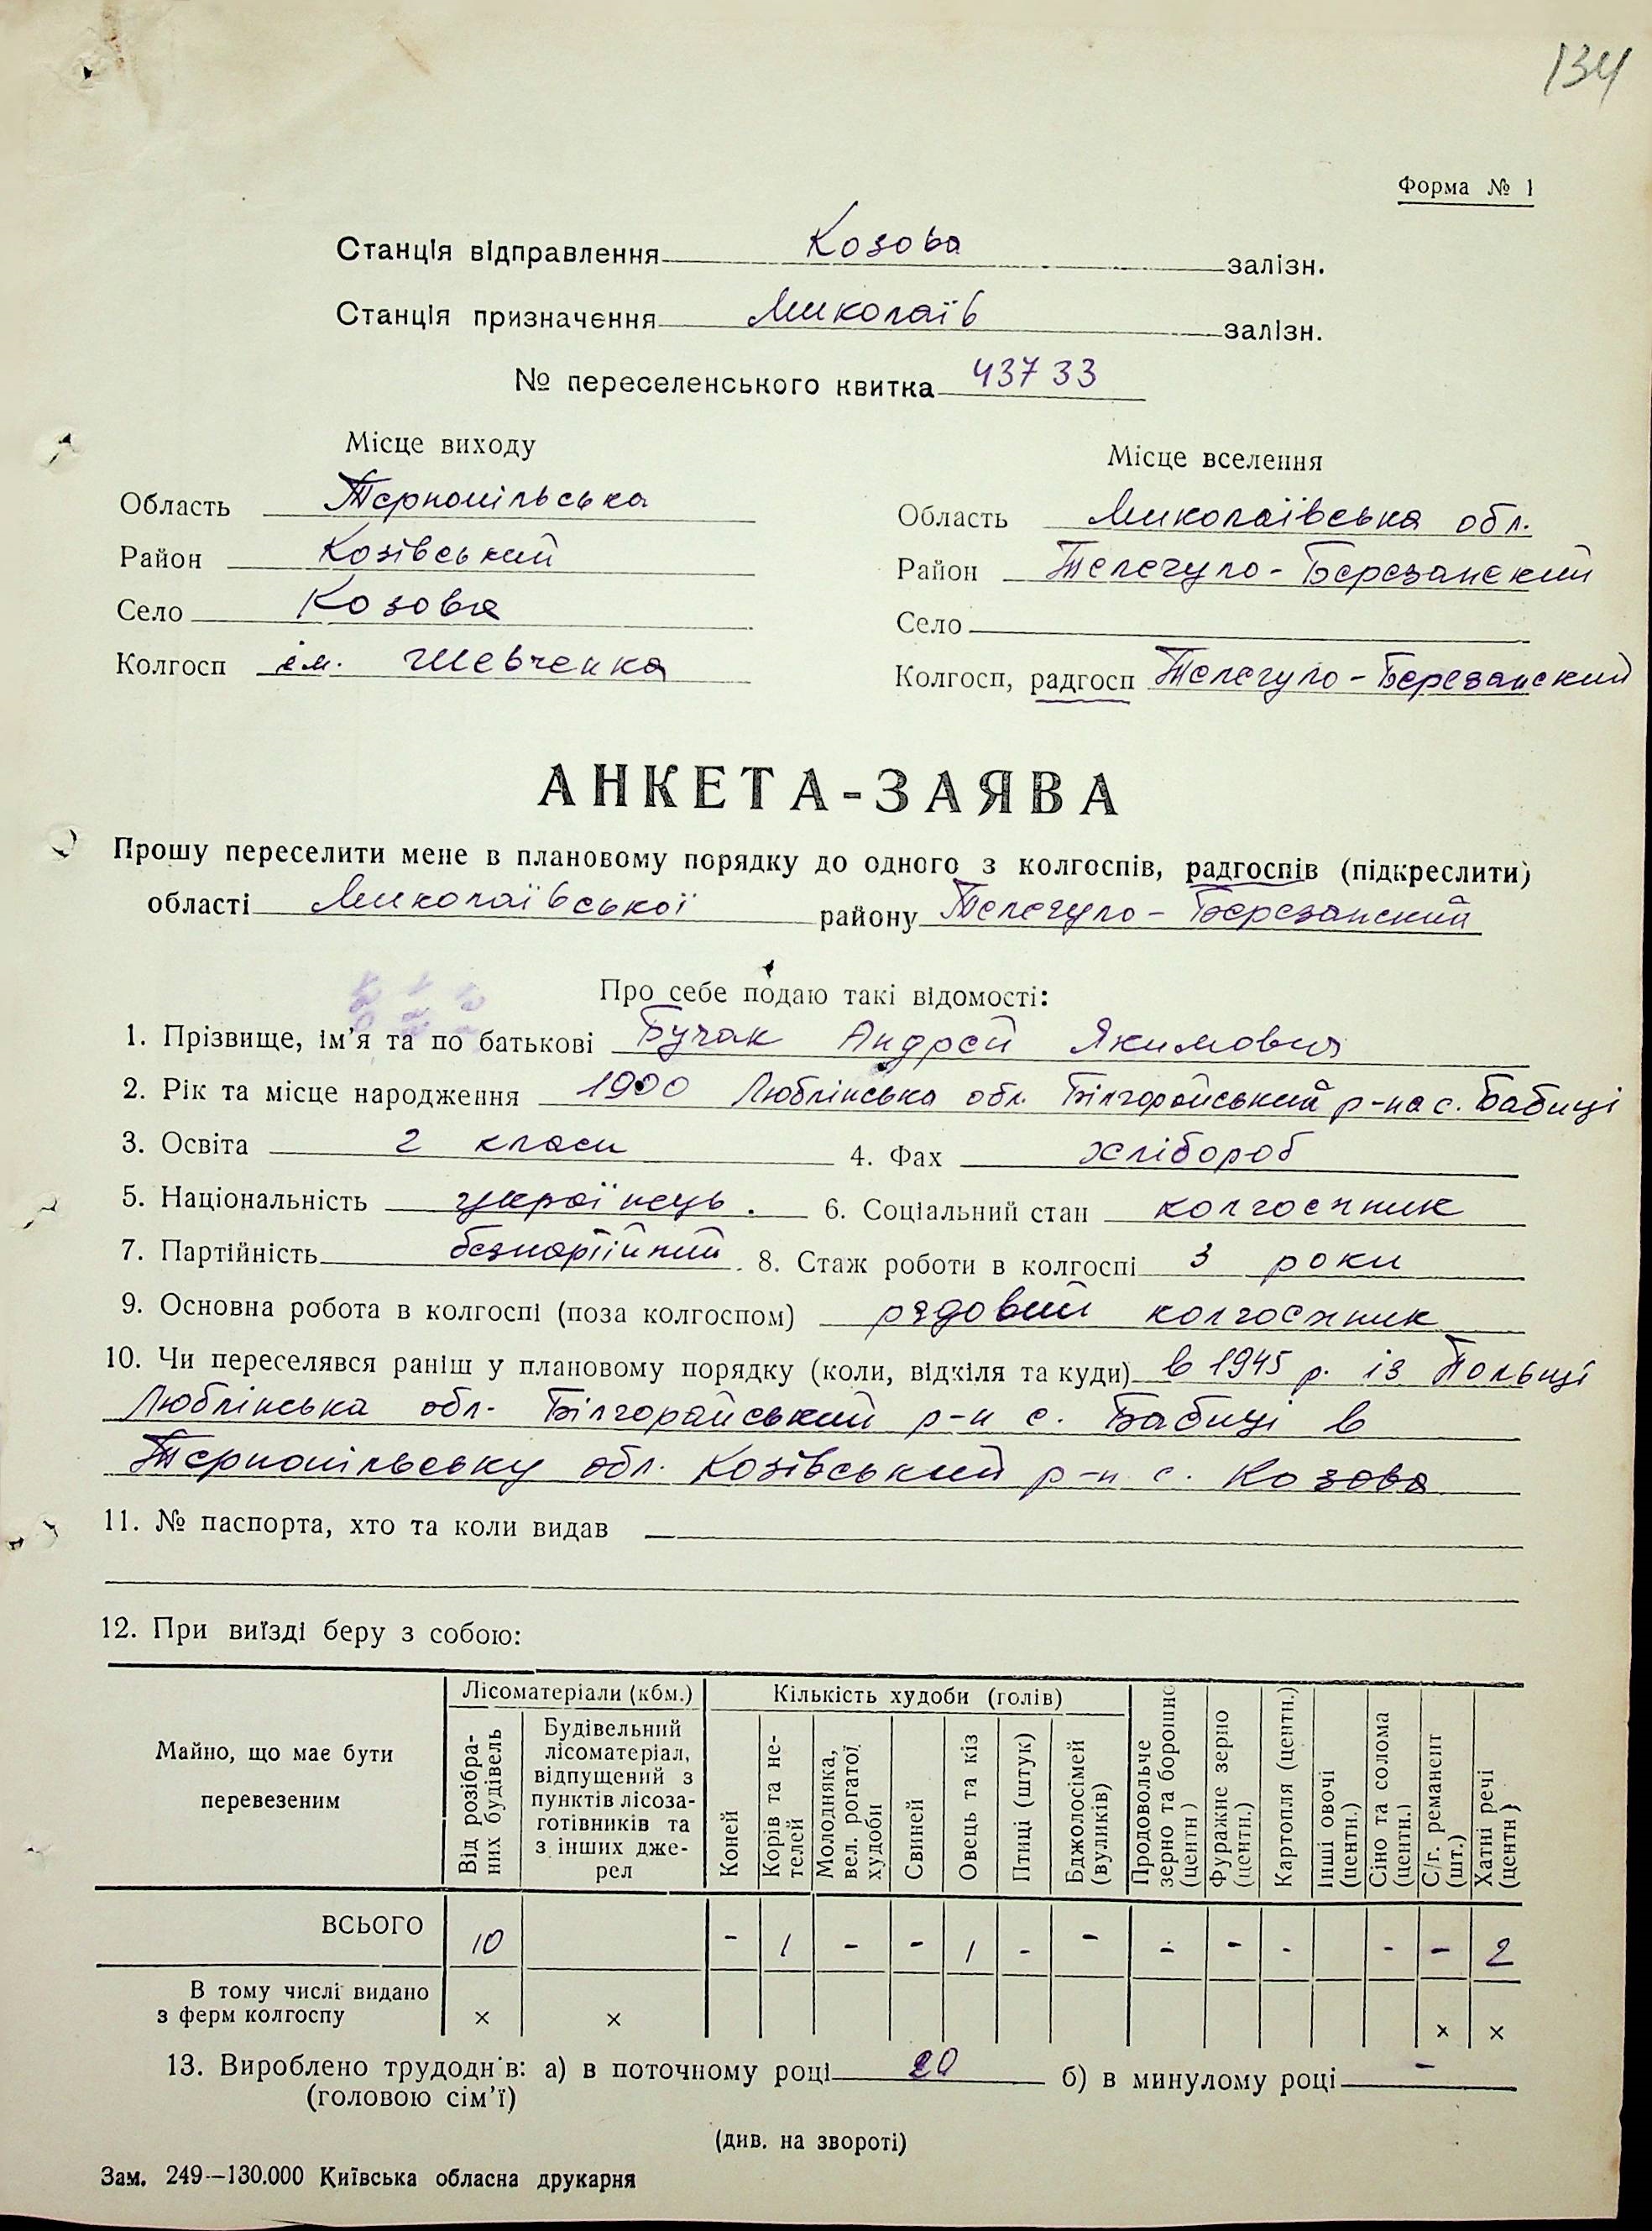 134
Форма № 1
Станція відправлення Козова залізн.
Станція призначення Миколаїв залізн.
№ переселенського квитка 43733
Місце виходу
Місце вселення
Область Тернопільська
Область Миколаївська обл.
Район Козівський
Район Телегуло-Березанский
Село Козова
Село
Колгосп ім. Шевченка
Колгосп, радгосп Телегуло-Березанский
АНКЕТА-ЗАЯВА
Прошу переселити мене в плановому порядку до одного з колгоспів, радгоспів (підкреслити)
області Миколаївської району Телегуло-Березанский
Про себе подаю такі відомості:
1. Прізвище, ім'я та по батькові Бучак Андрей Якимович
2. Рік та місце народження 1900 Люблінська обл. Білгорайський р-на с. Бабиці
3. Освіта 2 класи 4. Фах хлібороб
5. Національність українець. 6. Соціальний стан колгоспник
7. Партійність безпартійний. 8. Стаж роботи в колгоспі 3 роки
9. Основна робота в колгоспі (поза колгоспом) рядовий колгоспник
10. Чи переселявся раніш у плановому порядку (коли, відкіля та куди) в 1945 р. із Польщі
Люблінська обл. Білгорайський р-н с. Бабиці в
Тернопільську обл. Козівський р-н с. Козова
11. № паспорта, хто та коли видав —
12. При виїзді беру з собою:
Майно, що має бути перевезеним
Лісоматеріали (кбм.)
Кількість худоби (голів)
Від розібра-
них будівель
Будівельний
лісоматеріал,
відпущений з
пунктів лісоза-
готівників та
з інших дже-
рел
Коней
Корів та не-
телей
Молодняка,
вел. рогатої
худоби
Свиней
Овець та кіз
Птиці (штук)
Бджолосімей
(вуликів)
Продовольче
зерно та борошно
(центн)
Фуражне зерно
(центн.)
Картопля (центн.)
Інші овочі
(центн.)
Сіно та солома
(центн.)
С/г. реманент
(шт.)
Хатні речі
(центн)
ВСЬОГО 10 - 1 - - 1 - - - - - - - 2
В тому числі видано
з ферм колгоспу × × × ×
13. Вироблено трудоднів: а) в поточному році 20 б) в минулому році -
(головою сім'ї)
(див. на звороті)
Зам. 249—130.000 Київська обласна друкарня